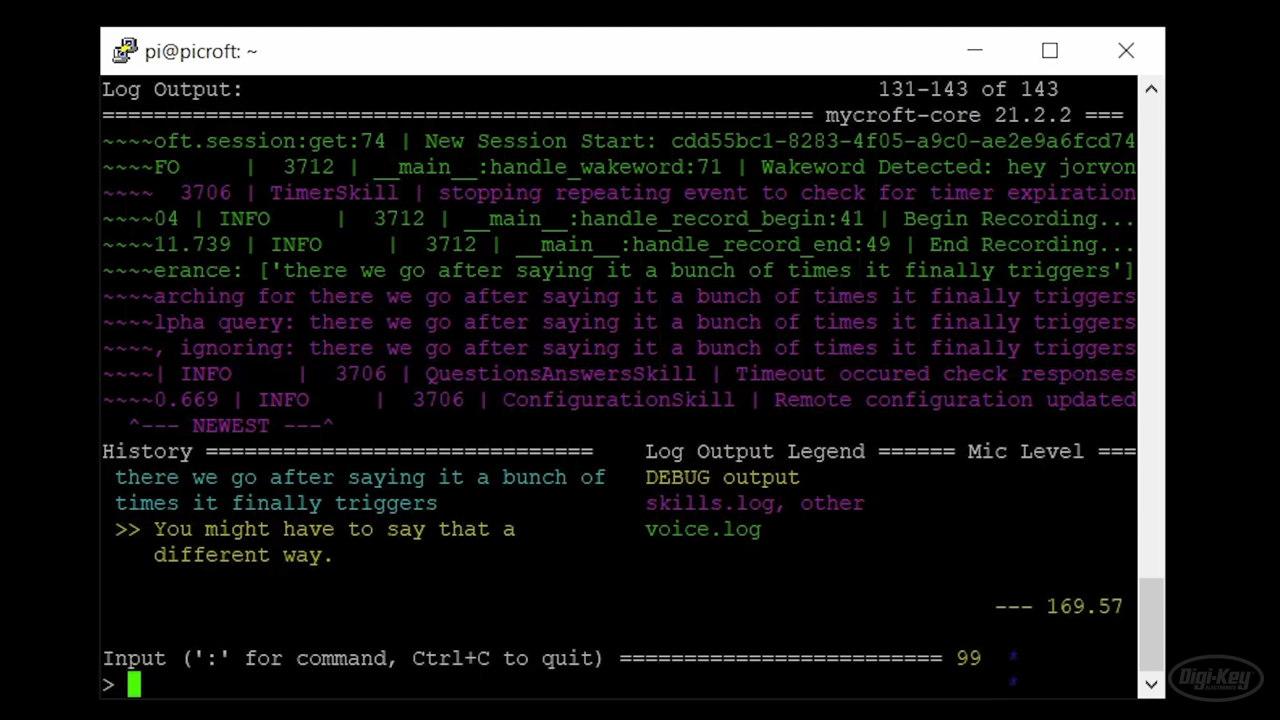 pi@picroft: ~
Log Output: 131-143 of 143
======================================================= mycroft-core 21.2.2 ===
~~~~oft.session:get:74 | New Session Start: cdd55bc1-8283-4f05-a9c0-ae2e9a6fcd74
~~~~FO | 3712 | __main__:handle_wakeword:71 | Wakeword Detected: hey jorvon
~~~~ 3706 | TimerSkill | stopping repeating event to check for timer expiration
~~~~04 | INFO | 3712 | __main__:handle_record_begin:41 | Begin Recording...
~~~~11.739 | INFO | 3712 | __main__:handle_record_end:49 | End Recording...
~~~~erance: ['there we go after saying it a bunch of times it finally triggers']
~~~~arching for there we go after saying it a bunch of times it finally triggers
~~~~lpha query: there we go after saying it a bunch of times it finally triggers
~~~~, ignoring: there we go after saying it a bunch of times it finally triggers
~~~~| INFO | 3706 | QuestionsAnswersSkill | Timeout occured check responses
~~~~0.669 | INFO | 3706 | ConfigurationSkill | Remote configuration updated
^--- NEWEST ---^
History ============================== Log Output Legend ====== Mic Level ===
there we go after saying it a bunch of DEBUG output
times it finally triggers skills.log, other
>> You might have to say that a voice.log
different way.
--- 169.57
Input (':' for command, Ctrl+C to quit) ========================= 99 *
> *
Digi-Key
ELECTRONICS